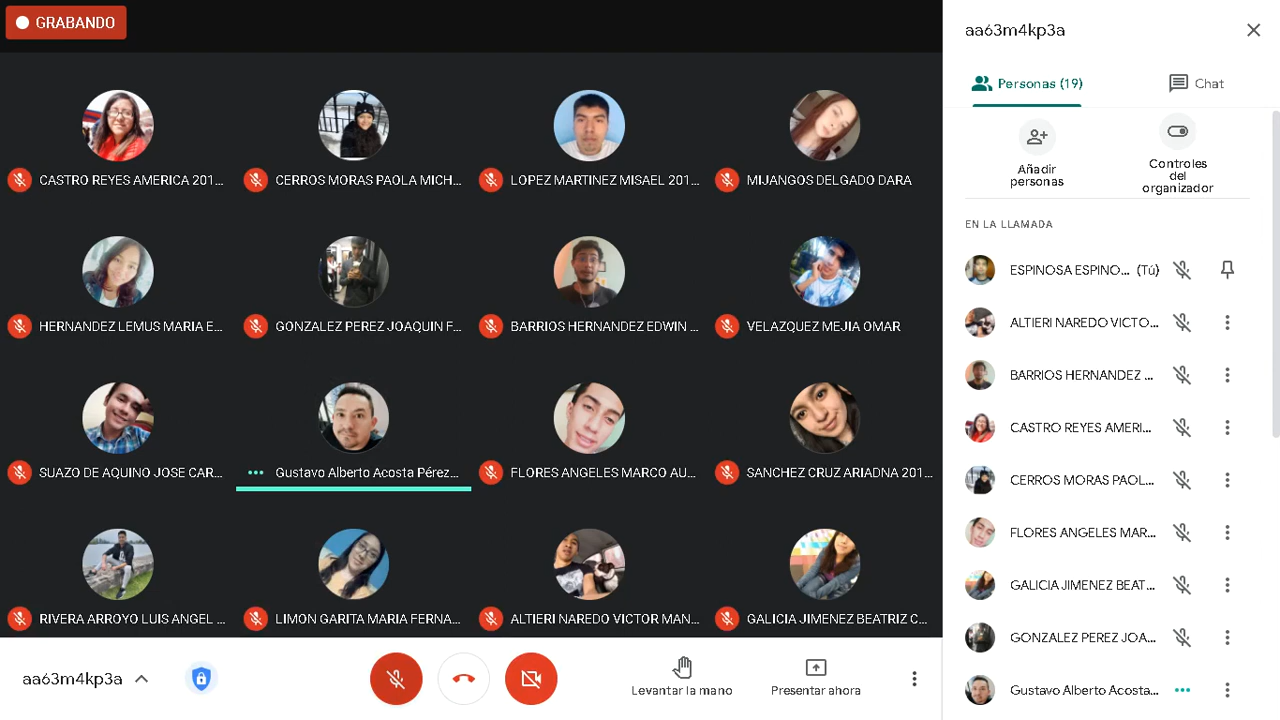 GRABANDO
CASTRO REYES AMERICA 201...
CERROS MORAS PAOLA MICH...
LOPEZ MARTINEZ MISAEL 201...
MIJANGOS DELGADO DARA
HERNANDEZ LEMUS MARIA E...
GONZALEZ PEREZ JOAQUIN F...
BARRIOS HERNANDEZ EDWIN ...
VELAZQUEZ MEJIA OMAR
SUAZO DE AQUINO JOSE CAR...
Gustavo Alberto Acosta Pérez...
FLORES ANGELES MARCO AU...
SANCHEZ CRUZ ARIADNA 201...
RIVERA ARROYO LUIS ANGEL ...
LIMON GARITA MARIA FERNA...
ALTIERI NAREDO VICTOR MAN...
GALICIA JIMENEZ BEATRIZ C...
aa63m4kp3a
Levantar la mano
Presentar ahora
aa63m4kp3a
Personas (19)
Chat
Añadir
personas
Controles
del
organizador
EN LA LLAMADA
ESPINOSA ESPINO... (Tú)
ALTIERI NAREDO VICTO...
BARRIOS HERNANDEZ ...
CASTRO REYES AMERI...
CERROS MORAS PAOL...
FLORES ANGELES MAR...
GALICIA JIMENEZ BEAT...
GONZALEZ PEREZ JOA...
Gustavo Alberto Acosta...